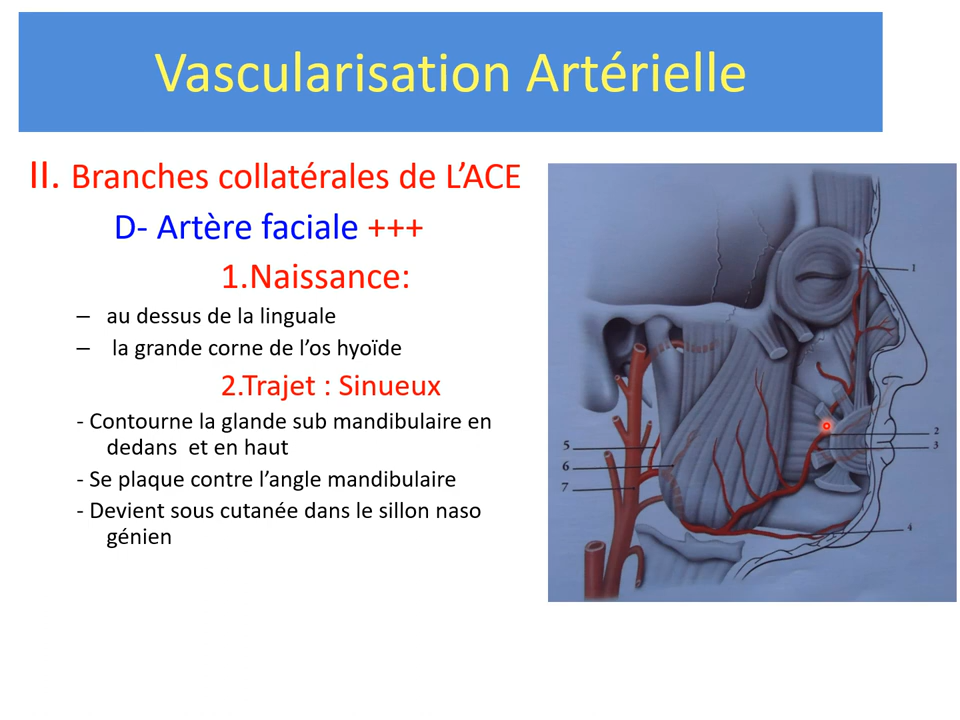 Vascularisation Artérielle
II. Branches collatérales de L’ACE
D- Artère faciale +++
1.Naissance:
– au dessus de la linguale
– la grande corne de l’os hyoïde
2.Trajet : Sinueux
- Contourne la glande sub mandibulaire en
dedans et en haut
- Se plaque contre l’angle mandibulaire
- Devient sous cutanée dans le sillon naso
génien
1
2
3
5
6
7
4